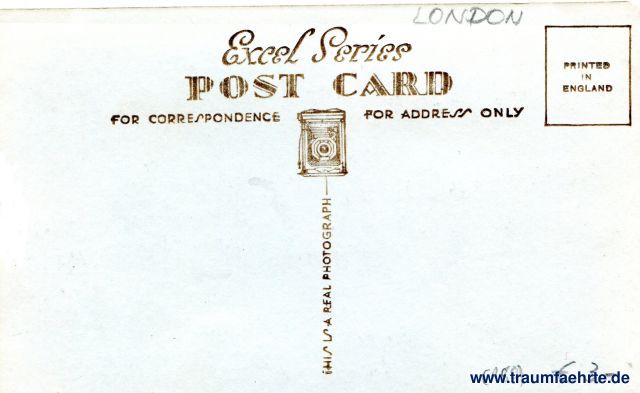 LONDON
Excel Series
POST CARD
FOR CORRESPONDENCE
FOR ADDRESS ONLY
PRINTED
IN
ENGLAND
THIS IS A REAL PHOTOGRAPH
3-
www.traumfaehrte.de